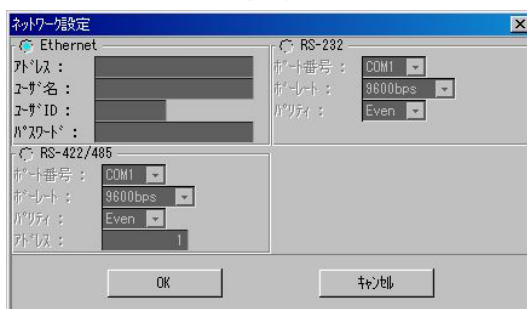 ﾈｯﾄﾜｰｸ設定
Ethernet
ｱﾄﾞﾚｽ :
ﾕｰｻﾞ名 :
ﾕｰｻﾞID :
ﾊﾟｽﾜｰﾄﾞ :
RS-232
ﾎﾟｰﾄ番号 : COM1
ﾎﾞｰﾚｰﾄ : 9600bps
ﾊﾟﾘﾃｨ : Even
RS-422/485
ﾎﾟｰﾄ番号 : COM1
ﾎﾞｰﾚｰﾄ : 9600bps
ﾊﾟﾘﾃｨ : Even
ｱﾄﾞﾚｽ : 1
OK
ｷｬﾝｾﾙ